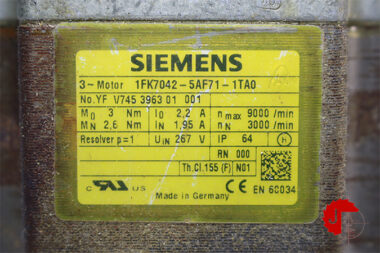 SIEMENS
3~Motor 1FK7042-5AF71-1TA0
No.YF V745 3963 01 001
M0 3 Nm I0 2,2 A n max 9000 /min
MN 2,6 Nm IN 1,95 A n N 3000 /min
Resolver p=1 UIN 267 V IP 64 H
RN 000
Th.Cl.155 (F) N01
C US CE EN 60034
Made in Germany